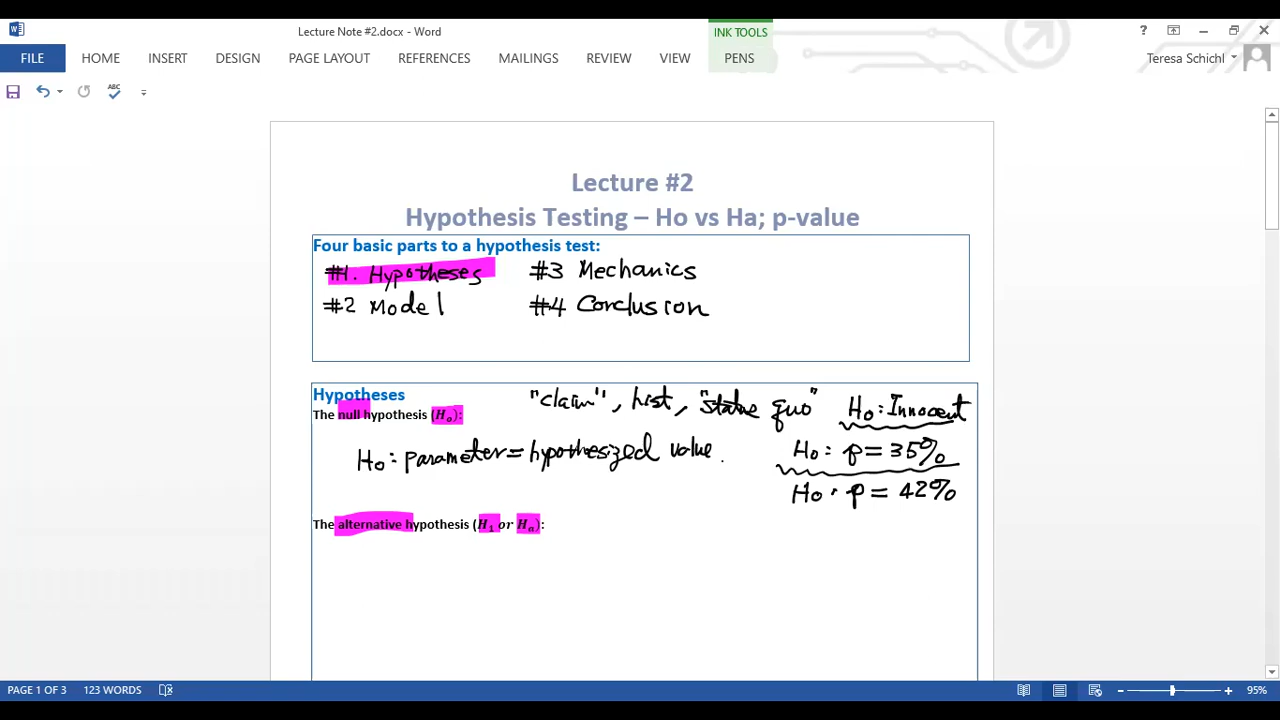 Lecture Note #2.docx - Word
INK TOOLS
FILE HOME INSERT DESIGN PAGE LAYOUT REFERENCES MAILINGS REVIEW VIEW PENS
Teresa Schichl
ABC
Lecture #2
Hypothesis Testing – Ho vs Ha; p-value
Four basic parts to a hypothesis test:
#1. Hypotheses #3 Mechanics
#2 Model #4 Conclusion
Hypotheses
"claim", hist, "status quo" Ho: Innocent
The null hypothesis (H₀):
Ho: parameter = hypothesized value. Ho: p = 35%
Ho: p = 42%
The alternative hypothesis (H₁ or Hₐ):
PAGE 1 OF 3 123 WORDS 95%